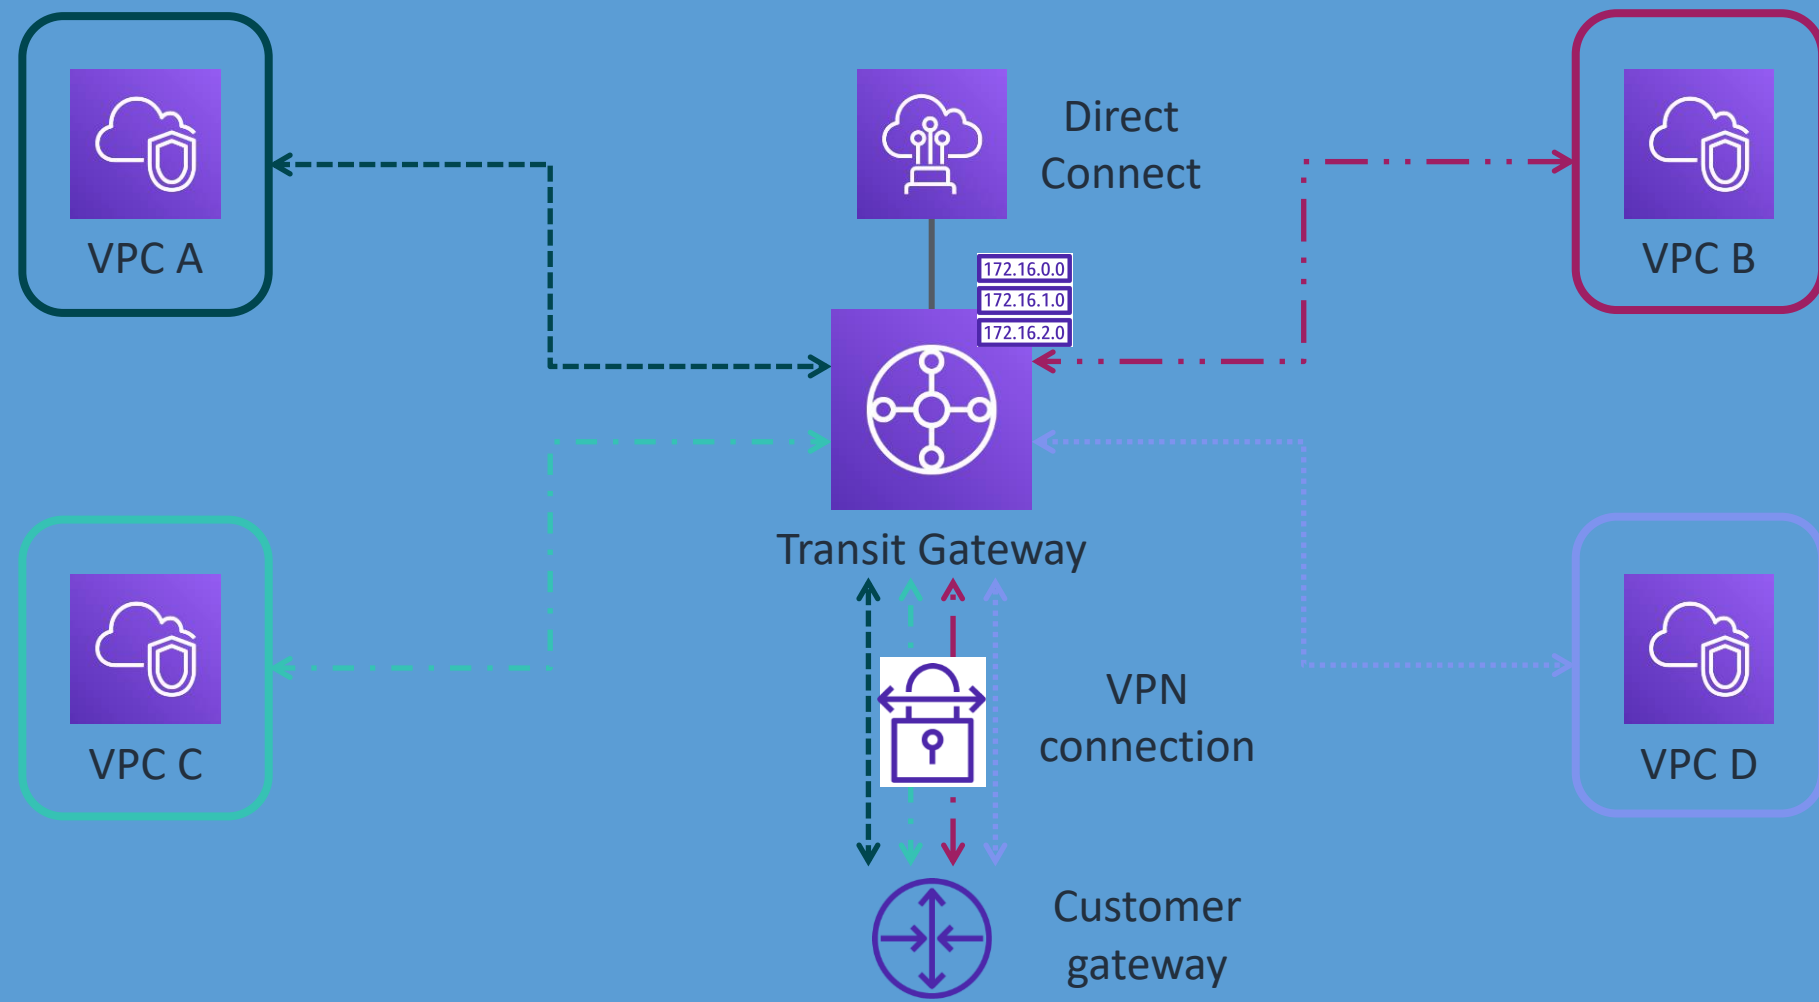 Direct
Connect
VPC A
VPC B
172.16.0.0
172.16.1.0
172.16.2.0
Transit Gateway
VPN
connection
VPC C
VPC D
Customer
gateway